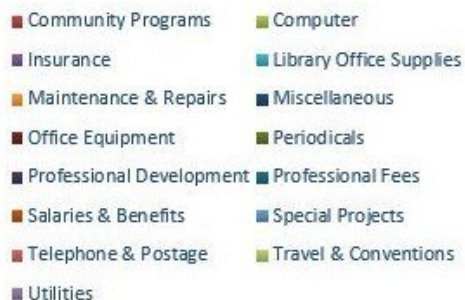 Community Programs
Computer
Insurance
Library Office Supplies
Maintenance & Repairs
Miscellaneous
Office Equipment
Periodicals
Professional Development
Professional Fees
Salaries & Benefits
Special Projects
Telephone & Postage
Travel & Conventions
Utilities